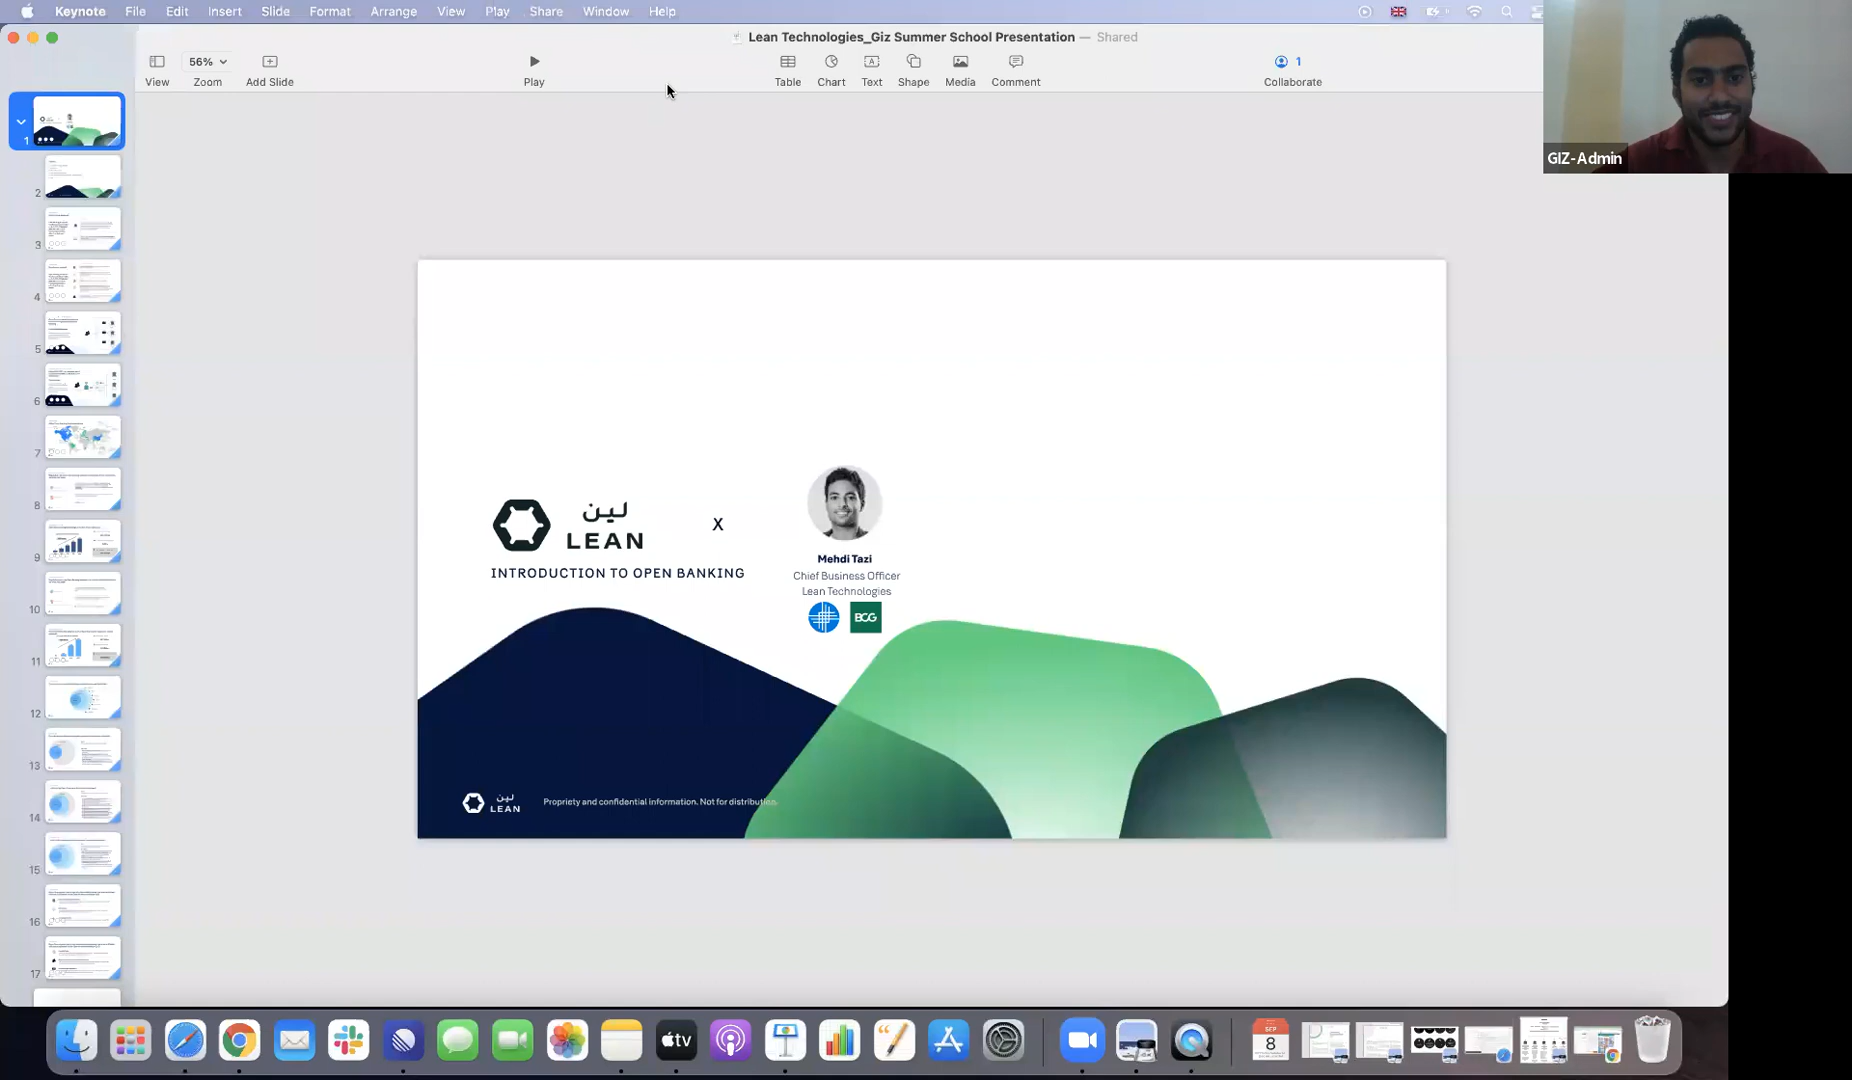 Keynote File Edit Insert Slide Format Arrange View Play Share Window Help
Lean Technologies_Giz Summer School Presentation — Shared
56%
View Zoom Add Slide Play Table Chart Text Shape Media Comment Collaborate
1
GIZ-Admin
1
2
3
4
5
6
7
8
9
10
11
12
13
14
15
16
17
لين
LEAN
X
INTRODUCTION TO OPEN BANKING
Mehdi Tazi
Chief Business Officer
Lean Technologies
BCG
لين
LEAN
Propriety and confidential information. Not for distribution.
tv
SEP
8